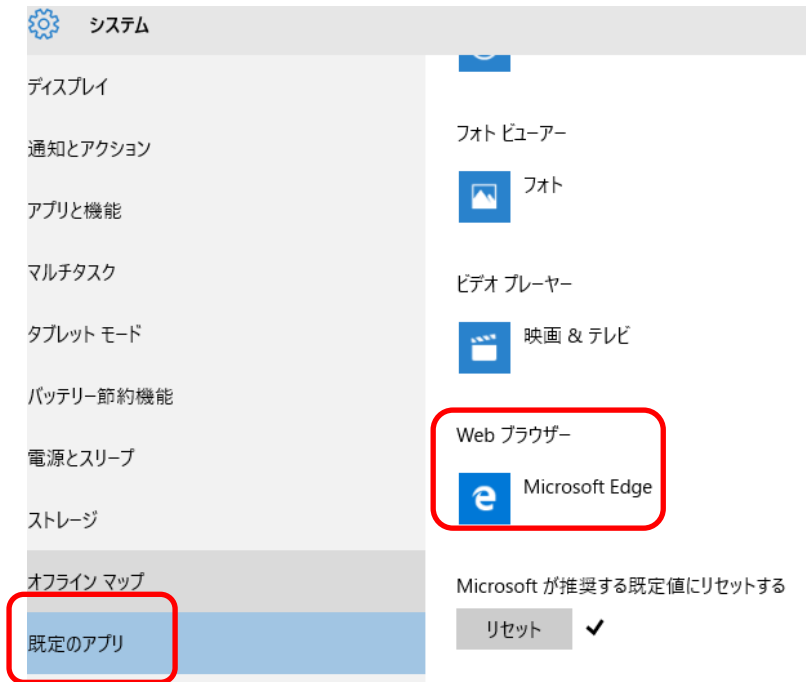 システム
ディスプレイ
通知とアクション
アプリと機能
マルチタスク
タブレット モード
バッテリー節約機能
電源とスリープ
ストレージ
オフライン マップ
既定のアプリ
フォト ビューアー
フォト
ビデオ プレーヤー
映画 & テレビ
Web ブラウザー
Microsoft Edge
Microsoft が推奨する既定値にリセットする
リセット